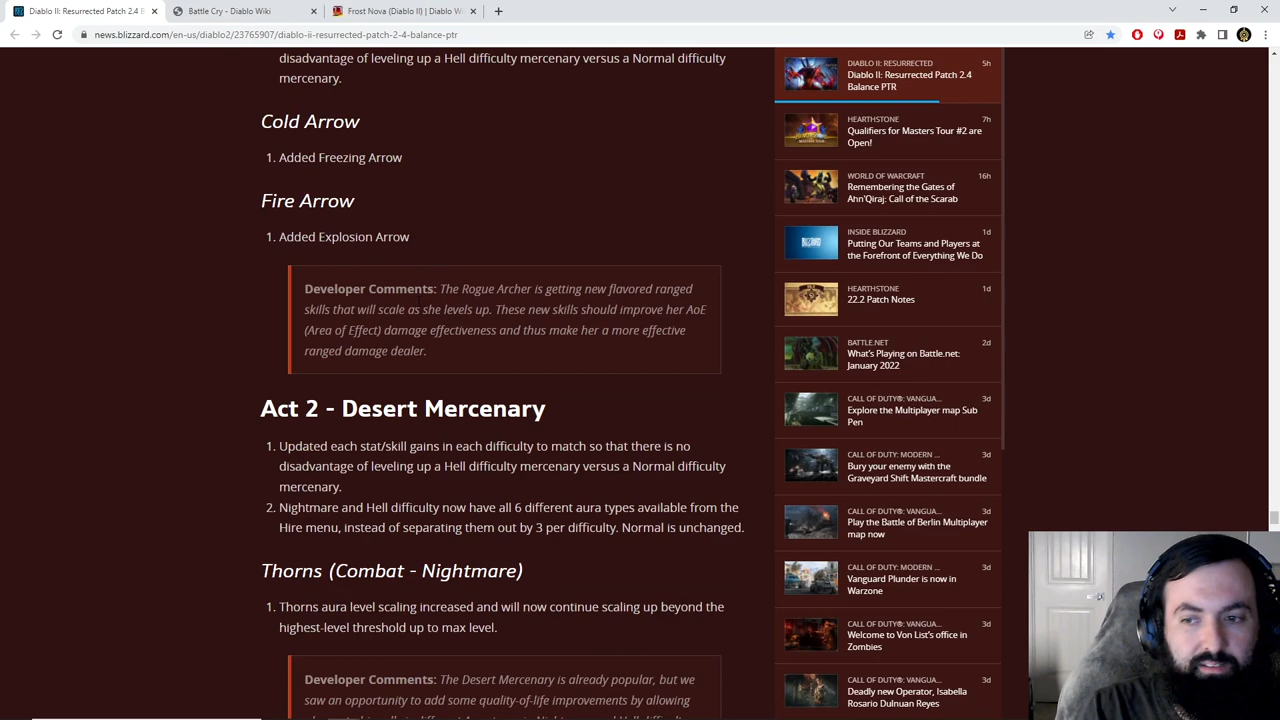 Diablo II: Resurrected Patch 2.4 B
Battle Cry - Diablo Wiki
Frost Nova (Diablo II) | Diablo W
news.blizzard.com/en-us/diablo2/23765907/diablo-ii-resurrected-patch-2-4-balance-ptr
disadvantage of leveling up a Hell difficulty mercenary versus a Normal difficulty
mercenary.
Cold Arrow
1. Added Freezing Arrow
Fire Arrow
1. Added Explosion Arrow
Developer Comments: The Rogue Archer is getting new flavored ranged
skills that will scale as she levels up. These new skills should improve her AoE
(Area of Effect) damage effectiveness and thus make her a more effective
ranged damage dealer.
Act 2 - Desert Mercenary
1. Updated each stat/skill gains in each difficulty to match so that there is no
disadvantage of leveling up a Hell difficulty mercenary versus a Normal difficulty
mercenary.
2. Nightmare and Hell difficulty now have all 6 different aura types available from the
Hire menu, instead of separating them out by 3 per difficulty. Normal is unchanged.
Thorns (Combat - Nightmare)
1. Thorns aura level scaling increased and will now continue scaling up beyond the
highest-level threshold up to max level.
Developer Comments: The Desert Mercenary is already popular, but we
saw an opportunity to add some quality-of-life improvements by allowing
DIABLO II: RESURRECTED 5h
Diablo II: Resurrected Patch 2.4
Balance PTR
HEARTHSTONE 7h
Qualifiers for Masters Tour #2 are
Open!
WORLD OF WARCRAFT 16h
Remembering the Gates of
Ahn'Qiraj: Call of the Scarab
INSIDE BLIZZARD 1d
Putting Our Teams and Players at
the Forefront of Everything We Do
HEARTHSTONE 1d
22.2 Patch Notes
BATTLE.NET 2d
What's Playing on Battle.net:
January 2022
CALL OF DUTY®: VANGUA... 3d
Explore the Multiplayer map Sub
Pen
CALL OF DUTY: MODERN ... 3d
Bury your enemy with the
Graveyard Shift Mastercraft bundle
CALL OF DUTY®: VANGUA... 3d
Play the Battle of Berlin Multiplayer
map now
CALL OF DUTY: MODERN ... 3d
Vanguard Plunder is now in
Warzone
CALL OF DUTY®: VANGUA... 3d
Welcome to Von List's office in
Zombies
CALL OF DUTY®: VANGUA... 3d
Deadly new Operator, Isabella
Rosario Dulnuan Reyes